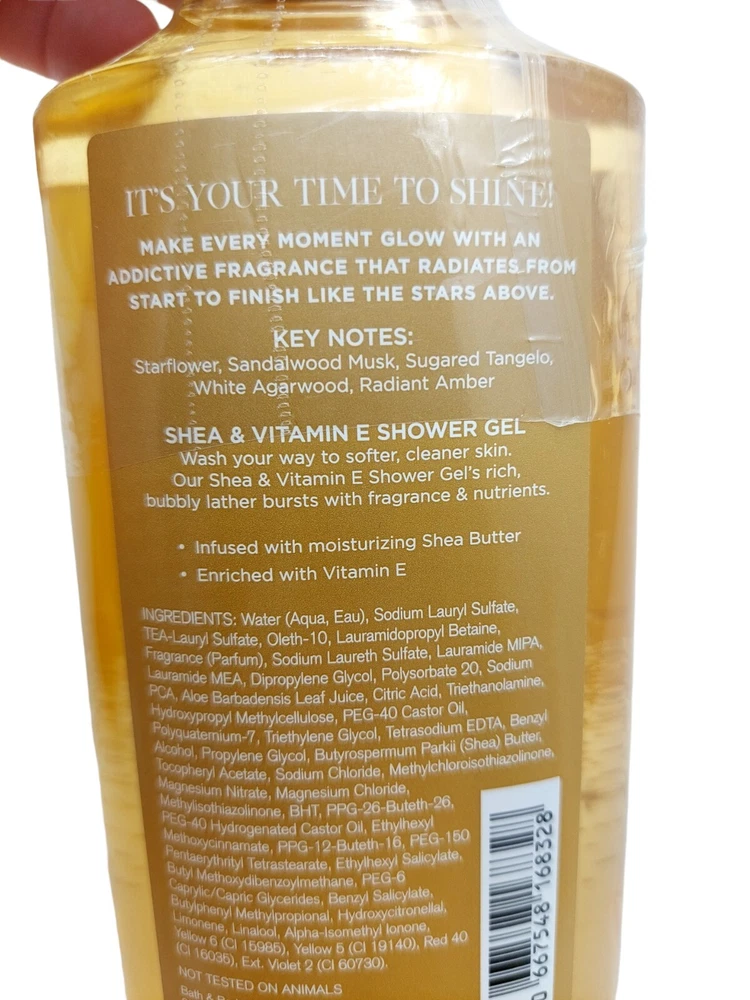 IT'S YOUR TIME TO SHINE!
MAKE EVERY MOMENT GLOW WITH AN
ADDICTIVE FRAGRANCE THAT RADIATES FROM
START TO FINISH LIKE THE STARS ABOVE.
KEY NOTES:
Starflower, Sandalwood Musk, Sugared Tangelo,
White Agarwood, Radiant Amber
SHEA & VITAMIN E SHOWER GEL
Wash your way to softer, cleaner skin.
Our Shea & Vitamin E Shower Gel's rich,
bubbly lather bursts with fragrance & nutrients.
• Infused with moisturizing Shea Butter
• Enriched with Vitamin E
INGREDIENTS: Water (Aqua, Eau), Sodium Lauryl Sulfate,
TEA-Lauryl Sulfate, Oleth-10, Lauramidopropyl Betaine,
Fragrance (Parfum), Sodium Laureth Sulfate, Lauramide MIPA,
Lauramide MEA, Dipropylene Glycol, Polysorbate 20, Sodium
PCA, Aloe Barbadensis Leaf Juice, Citric Acid, Triethanolamine,
Hydroxypropyl Methylcellulose, PEG-40 Castor Oil,
Polyquaternium-7, Triethylene Glycol, Tetrasodium EDTA, Benzyl
Alcohol, Propylene Glycol, Butyrospermum Parkii (Shea) Butter,
Tocopheryl Acetate, Sodium Chloride, Methylchloroisothiazolinone,
Magnesium Nitrate, Magnesium Chloride,
Methylisothiazolinone, BHT, PPG-26-Buteth-26,
PEG-40 Hydrogenated Castor Oil, Ethylhexyl
Methoxycinnamate, PPG-12-Buteth-16, PEG-150
Pentaerythrityl Tetrastearate, Ethylhexyl Salicylate,
Butyl Methoxydibenzoylmethane, PEG-6
Caprylic/Capric Glycerides, Benzyl Salicylate,
Butylphenyl Methylpropional, Hydroxycitronellal,
Limonene, Linalool, Alpha-Isomethyl Ionone,
Yellow 6 (CI 15985), Yellow 5 (CI 19140), Red 40
(CI 16035), Ext. Violet 2 (CI 60730).
NOT TESTED ON ANIMALS
Bath &
667548 168328